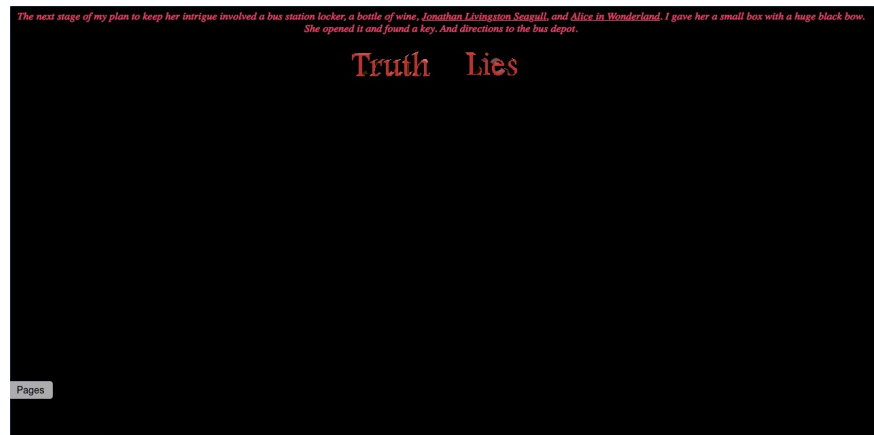 The next stage of my plan to keep her intrigue involved a bus station locker, a bottle of wine, Jonathan Livingston Seagull, and Alice in Wonderland. I gave her a small box with a huge black bow.
She opened it and found a key. And directions to the bus depot.
Truth Lies
Pages